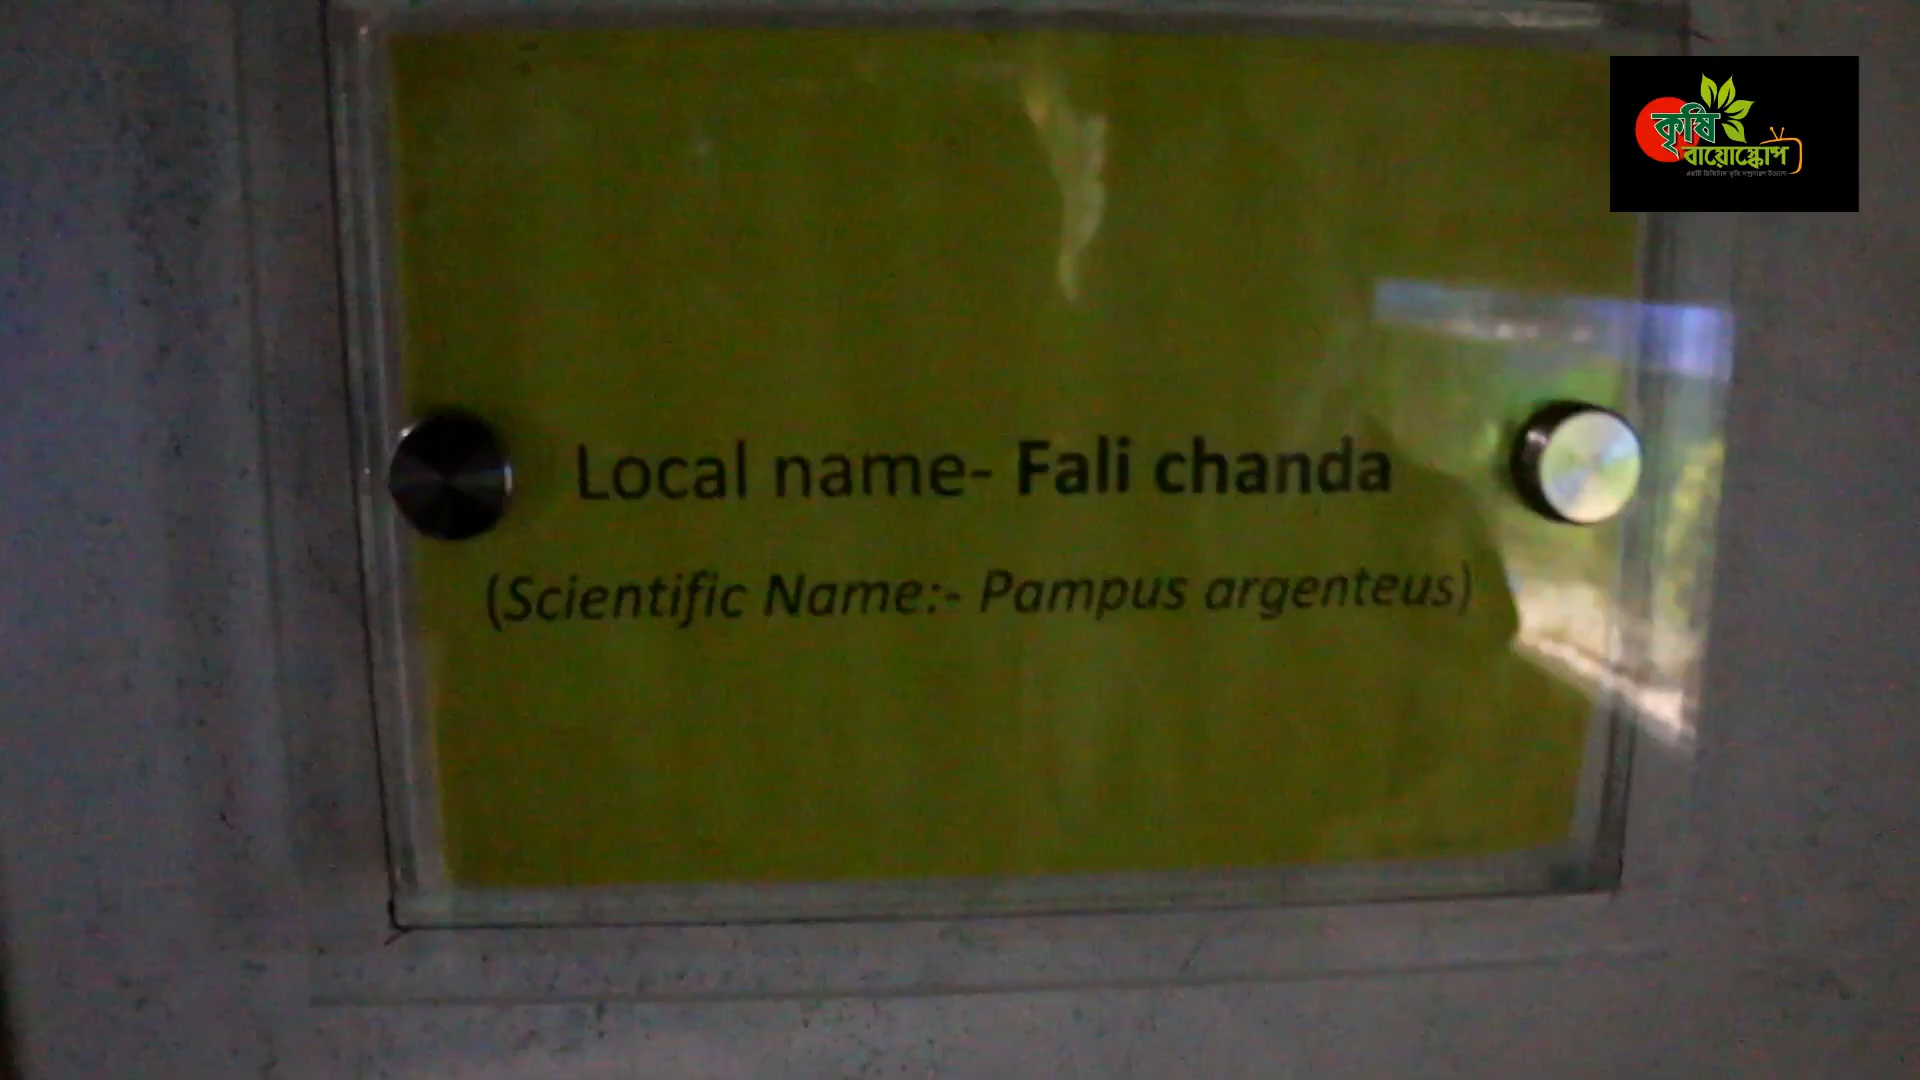 কৃষি
বায়োস্কোপ
Local name- Fali chanda
(Scientific Name:- Pampus argenteus)